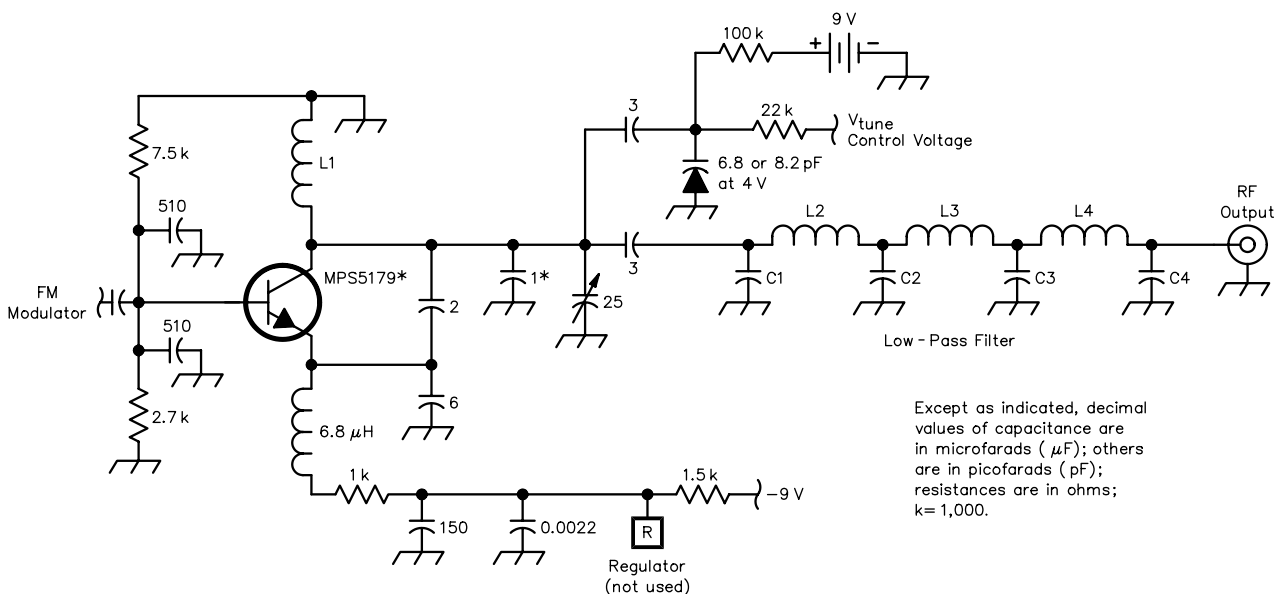 9 V
+
−
100 k
3
22 k
Vtune
Control Voltage
7.5 k
L1
6.8 or 8.2 pF
at 4 V
510
L2
L3
L4
RF
Output
MPS5179*
3
FM
Modulator
2
1*
25
C1
C2
C3
C4
510
Low - Pass Filter
2.7 k
6
6.8 μH
Except as indicated, decimal
values of capacitance are
in microfarads ( μF); others
are in picofarads ( pF);
resistances are in ohms;
k= 1,000.
1 k
1.5 k
−9 V
150
0.0022
R
Regulator
(not used)